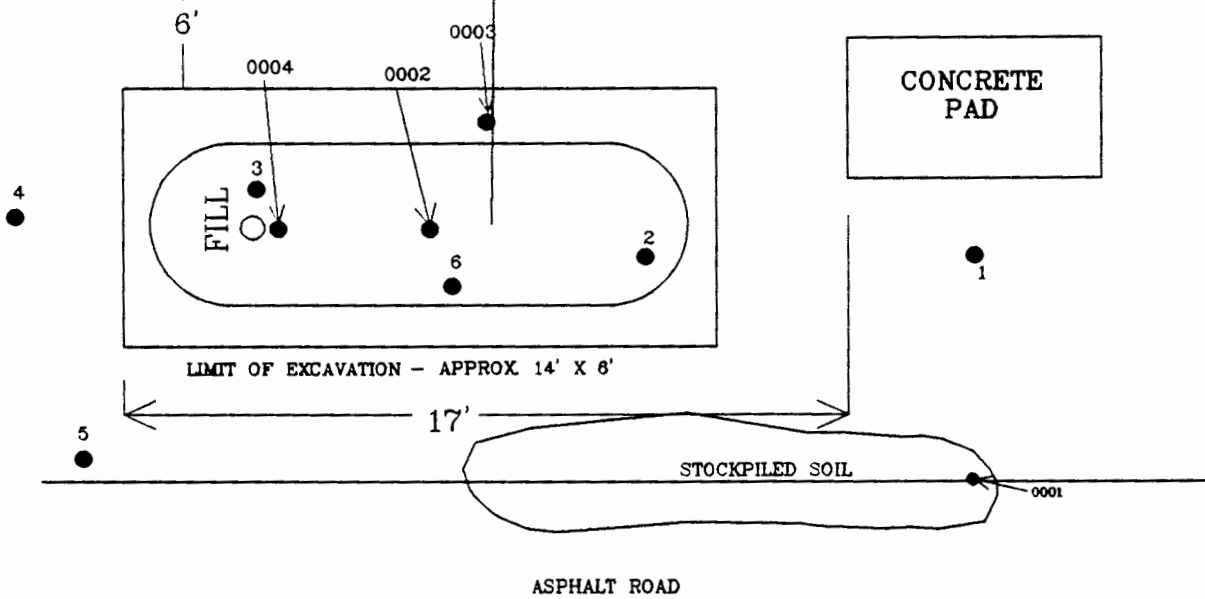 6'
0003
0004
0002
CONCRETE
PAD
3
4
FILL
2
6
1
LIMIT OF EXCAVATION - APPROX. 14' X 6'
17'
5
STOCKPILED SOIL
0001
ASPHALT ROAD